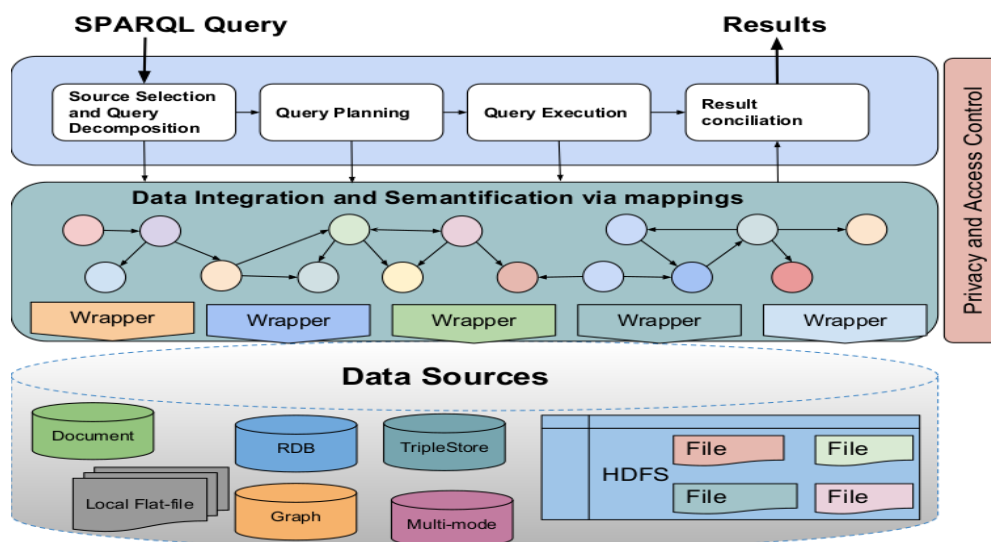 SPARQL Query
Results
Source Selection
and Query
Decomposition
Query Planning
Query Execution
Result
conciliation
Privacy and Access Control
Data Integration and Semantification via mappings
Wrapper
Wrapper
Wrapper
Wrapper
Wrapper
Data Sources
Document
RDB
TripleStore
HDFS
File
File
File
File
Local Flat-file
Graph
Multi-mode